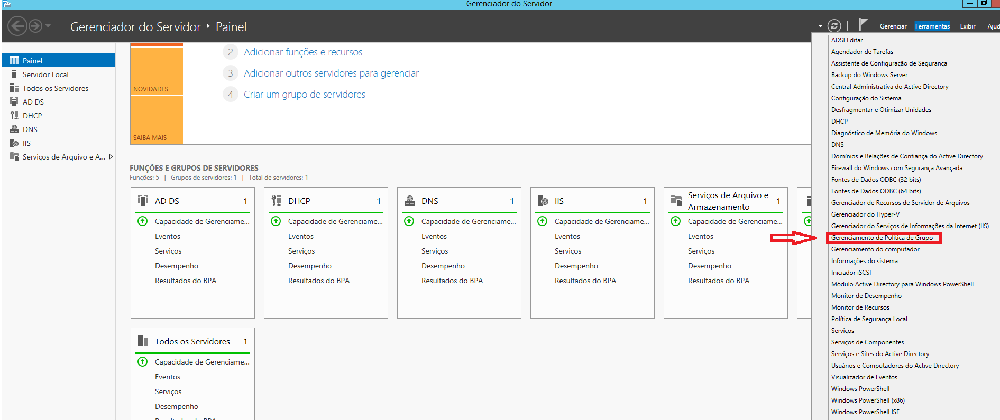 Gerenciador do Servidor
Gerenciador do Servidor ‣ Painel
| Gerenciar Ferramentas Exibir Ajud
Painel
Servidor Local
Todos os Servidores
AD DS
DHCP
DNS
IIS
Serviços de Arquivo e A...
NOVIDADES
SAIBA MAIS
2 Adicionar funções e recursos
3 Adicionar outros servidores para gerenciar
4 Criar um grupo de servidores
FUNÇÕES E GRUPOS DE SERVIDORES
Funções: 5 | Grupos de servidores: 1 | Total de servidores: 1
AD DS 1
Capacidade de Gerenciame...
Eventos
Serviços
Desempenho
Resultados do BPA
DHCP 1
Capacidade de Gerenciame...
Eventos
Serviços
Desempenho
Resultados do BPA
DNS 1
Capacidade de Gerenciame...
Eventos
Serviços
Desempenho
Resultados do BPA
IIS 1
Capacidade de Gerenciame...
Eventos
Serviços
Desempenho
Resultados do BPA
Serviços de Arquivo e
Armazenamento 1
Capacidade de Gerenciame...
Eventos
Serviços
Desempenho
Resultados do BPA
Todos os Servidores 1
Capacidade de Gerenciame...
Eventos
Serviços
Desempenho
Resultados do BPA
ADSI Editar
Agendador de Tarefas
Assistente de Configuração de Segurança
Backup do Windows Server
Central Administrativa do Active Directory
Configuração do Sistema
Desfragmentar e Otimizar Unidades
DHCP
Diagnóstico de Memória do Windows
DNS
Domínios e Relações de Confiança do Active Directory
Firewall do Windows com Segurança Avançada
Fontes de Dados ODBC (32 bits)
Fontes de Dados ODBC (64 bits)
Gerenciador de Recursos de Servidor de Arquivos
Gerenciador do Hyper-V
Gerenciador do Serviços de Informações da Internet (IIS)
Gerenciamento de Política de Grupo
Gerenciamento do computador
Informações do sistema
Iniciador iSCSI
Módulo Active Directory para Windows PowerShell
Monitor de Desempenho
Monitor de Recursos
Política de Segurança Local
Serviços
Serviços de Componentes
Serviços e Sites do Active Directory
Usuários e Computadores do Active Directory
Visualizador de Eventos
Windows PowerShell
Windows PowerShell (x86)
Windows PowerShell ISE